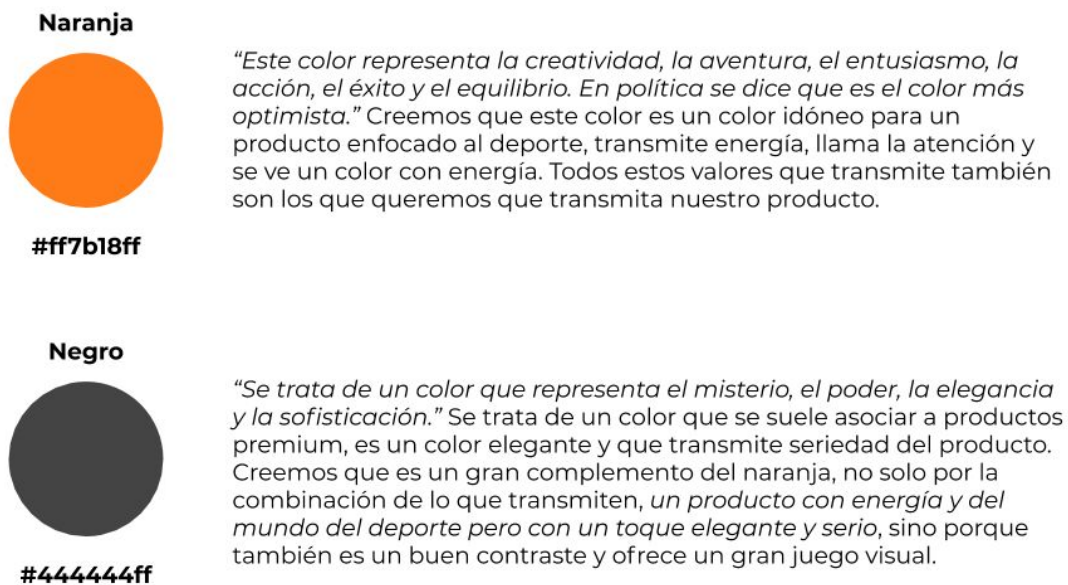 Naranja
“Este color representa la creatividad, la aventura, el entusiasmo, la
acción, el éxito y el equilibrio. En política se dice que es el color más
optimista.” Creemos que este color es un color idóneo para un
producto enfocado al deporte, transmite energía, llama la atención y
se ve un color con energía. Todos estos valores que transmite también
son los que queremos que transmita nuestro producto.
#ff7b18ff
Negro
“Se trata de un color que representa el misterio, el poder, la elegancia
y la sofisticación.” Se trata de un color que se suele asociar a productos
premium, es un color elegante y que transmite seriedad del producto.
Creemos que es un gran complemento del naranja, no solo por la
combinación de lo que transmiten, un producto con energía y del
mundo del deporte pero con un toque elegante y serio, sino porque
también es un buen contraste y ofrece un gran juego visual.
#444444ff